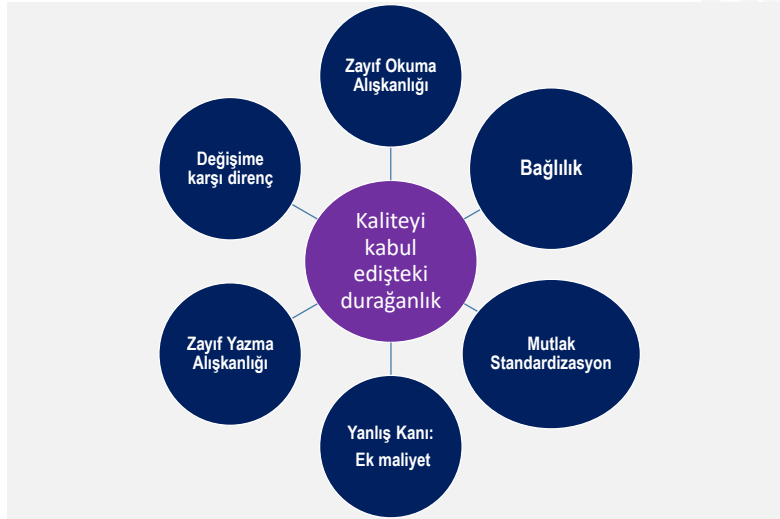 Zayıf Okuma
Alışkanlığı
Bağlılık
Mutlak
Standardizasyon
Yanlış Kanı:
Ek maliyet
Zayıf Yazma
Alışkanlığı
Değişime
karşı direnç
Kaliteyi
kabul
edişteki
durağanlık